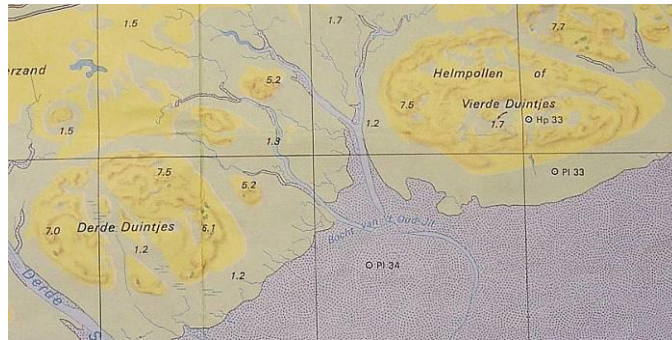 1.5
1.7
7.7
erzand
5.2
Helmpollen of
7.5
Vierde Duintjes
1.7
Hp 33
1.5
1.2
1.3
7.5
5.2
Pl 33
7.0
Derde Duintjes
6.1
1.2
Bocht van 't Oud-Jil
1.2
Pl 34
Derde S